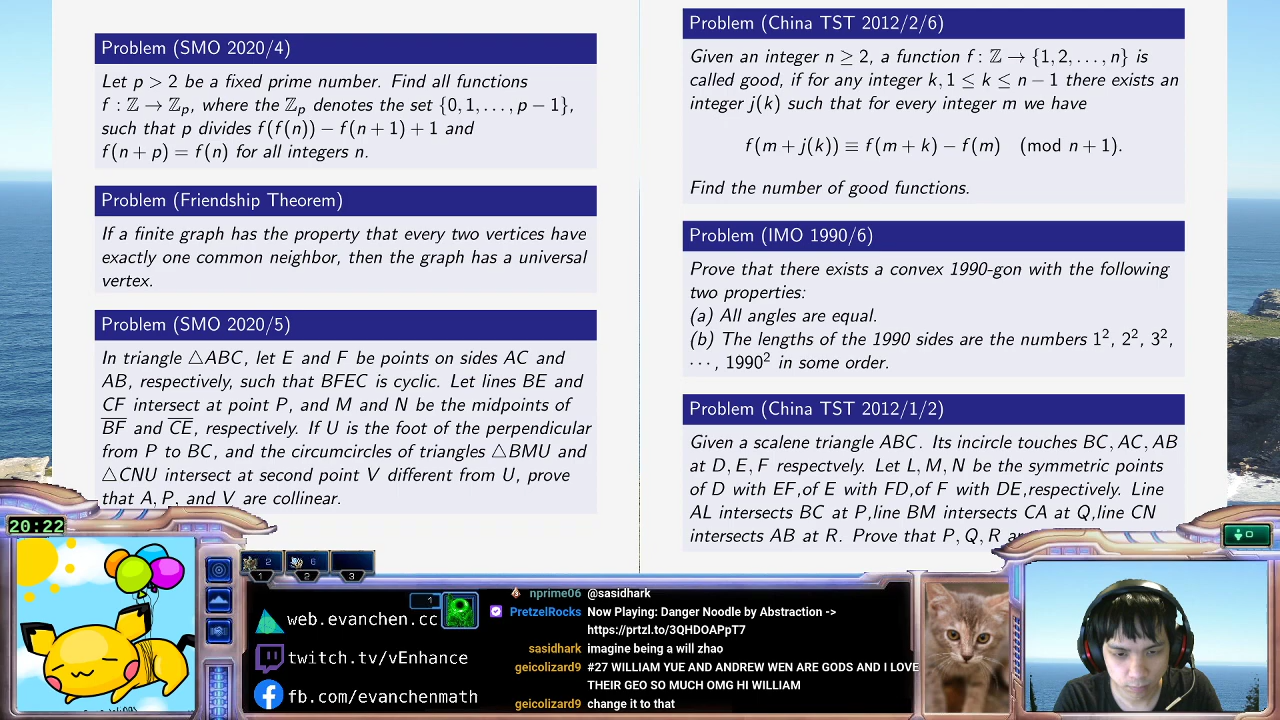 Problem (SMO 2020/4)
Let p > 2 be a fixed prime number. Find all functions
f : ℤ → ℤₚ, where the ℤₚ denotes the set {0, 1, . . . , p − 1},
such that p divides f(f(n)) − f(n + 1) + 1 and
f(n + p) = f(n) for all integers n.
Problem (Friendship Theorem)
If a finite graph has the property that every two vertices have
exactly one common neighbor, then the graph has a universal
vertex.
Problem (SMO 2020/5)
In triangle △ABC, let E and F be points on sides AC and
AB, respectively, such that BFEC is cyclic. Let lines BE and
CF intersect at point P, and M and N be the midpoints of
B̅F̅ and C̅E̅, respectively. If U is the foot of the perpendicular
from P to BC, and the circumcircles of triangles △BMU and
△CNU intersect at second point V different from U, prove
that A, P, and V are collinear.
Problem (China TST 2012/2/6)
Given an integer n ≥ 2, a function f : ℤ → {1, 2, . . . , n} is
called good, if for any integer k, 1 ≤ k ≤ n − 1 there exists an
integer j(k) such that for every integer m we have
f(m + j(k)) ≡ f(m + k) − f(m) (mod n + 1).
Find the number of good functions.
Problem (IMO 1990/6)
Prove that there exists a convex 1990-gon with the following
two properties:
(a) All angles are equal.
(b) The lengths of the 1990 sides are the numbers 1², 2², 3²,
· · · , 1990² in some order.
Problem (China TST 2012/1/2)
Given a scalene triangle ABC. Its incircle touches BC, AC, AB
at D, E, F respectvely. Let L, M, N be the symmetric points
of D with EF,of E with FD,of F with DE,respectively. Line
AL intersects BC at P,line BM intersects CA at Q,line CN
intersects AB at R. Prove that P, Q, R
20:22
2
6
1
2
3
1
web.evanchen.cc
twitch.tv/vEnhance
fb.com/evanchenmath
nprime06 @sasidhark
PretzelRocks Now Playing: Danger Noodle by Abstraction ->
https://prtzl.to/3QHDOAPpT7
sasidhark imagine being a will zhao
geicolizard9 #27 WILLIAM YUE AND ANDREW WEN ARE GODS AND I LOVE
THEIR GEO SO MUCH OMG HI WILLIAM
geicolizard9 change it to that